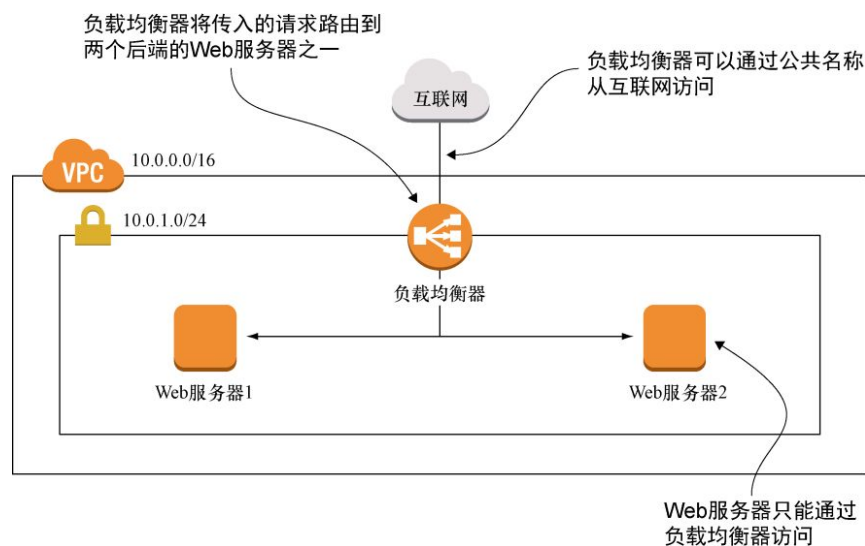 负载均衡器将传入的请求路由到
两个后端的Web服务器之一
负载均衡器可以通过公共名称
从互联网访问
互联网
VPC
10.0.0.0/16
10.0.1.0/24
负载均衡器
Web服务器1
Web服务器2
Web服务器只能通过
负载均衡器访问